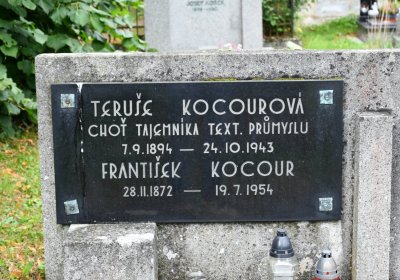 TERUŠE KOCOUROVÁ
CHOŤ TAJEMNÍKA TEXT. PRŮMYSLU
7.9.1894 — 24.10.1943
FRANTIŠEK KOCOUR
28.11.1872 — 19.7.1954